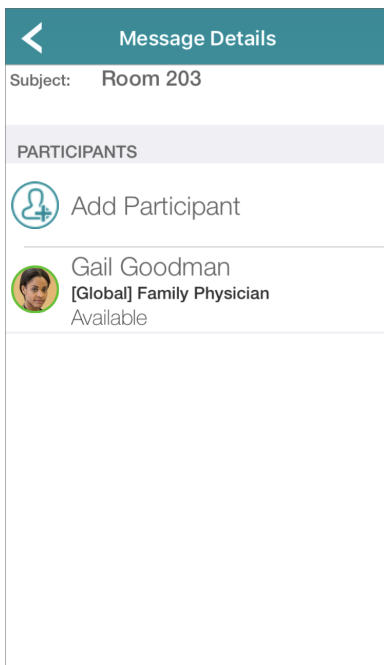 Message Details
Subject: Room 203
PARTICIPANTS
Add Participant
Gail Goodman
[Global] Family Physician
Available